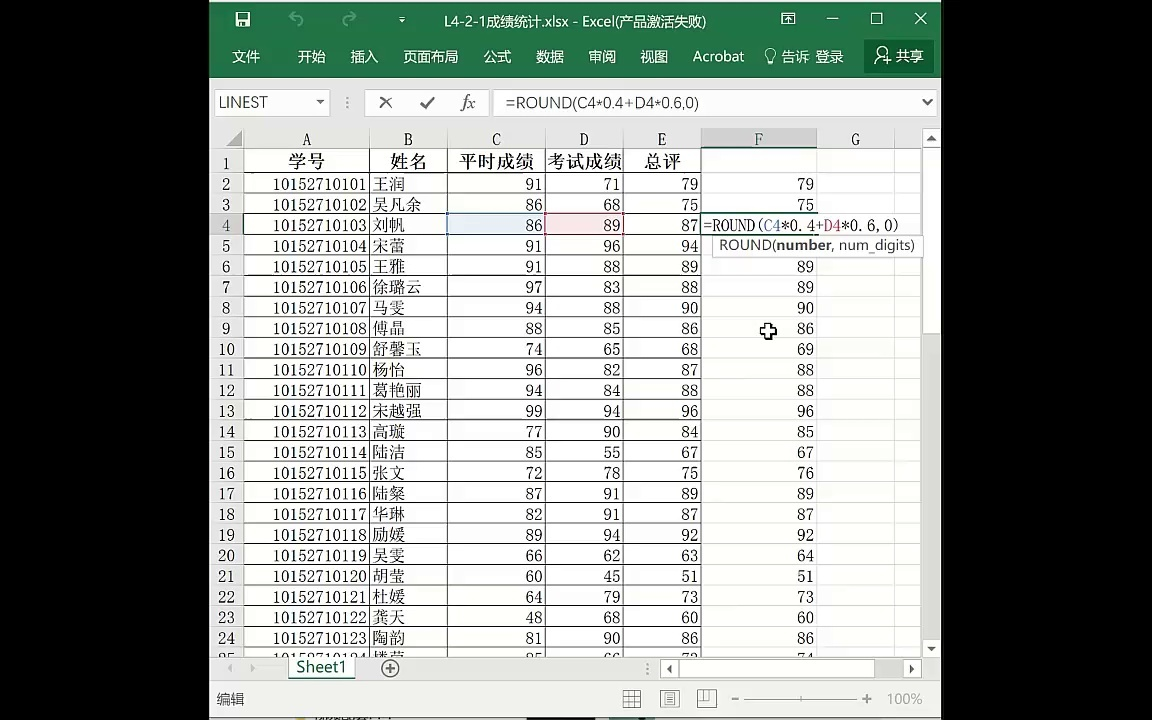 L4-2-1成绩统计.xlsx - Excel(产品激活失败)
文件 开始 插入 页面布局 公式 数据 审阅 视图 Acrobat 告诉 登录 共享
LINEST fx =ROUND(C4*0.4+D4*0.6,0)
A B C D E F G
1 学号 姓名 平时成绩 考试成绩 总评
2 10152710101 王润 91 71 79 79
3 10152710102 吴凡余 86 68 75 75
4 10152710103 刘帆 86 89 87 =ROUND(C4*0.4+D4*0.6,0)
5 10152710104 宋蕾 91 96 94 ROUND(number, num_digits)
6 10152710105 王雅 91 88 89 89
7 10152710106 徐璐云 97 83 88 89
8 10152710107 马雯 94 88 90 90
9 10152710108 傅晶 88 85 86 86
10 10152710109 舒馨玉 74 65 68 69
11 10152710110 杨怡 96 82 87 88
12 10152710111 葛艳丽 94 84 88 88
13 10152710112 宋越强 99 94 96 96
14 10152710113 高璇 77 90 84 85
15 10152710114 陆洁 85 55 67 67
16 10152710115 张文 72 78 75 76
17 10152710116 陆粲 87 91 89 89
18 10152710117 华琳 82 91 87 87
19 10152710118 励媛 89 94 92 92
20 10152710119 吴雯 66 62 63 64
21 10152710120 胡莹 60 45 51 51
22 10152710121 杜媛 64 79 73 73
23 10152710122 龚天 48 68 60 60
24 10152710123 陶韵 81 90 86 86
Sheet1
编辑 100%